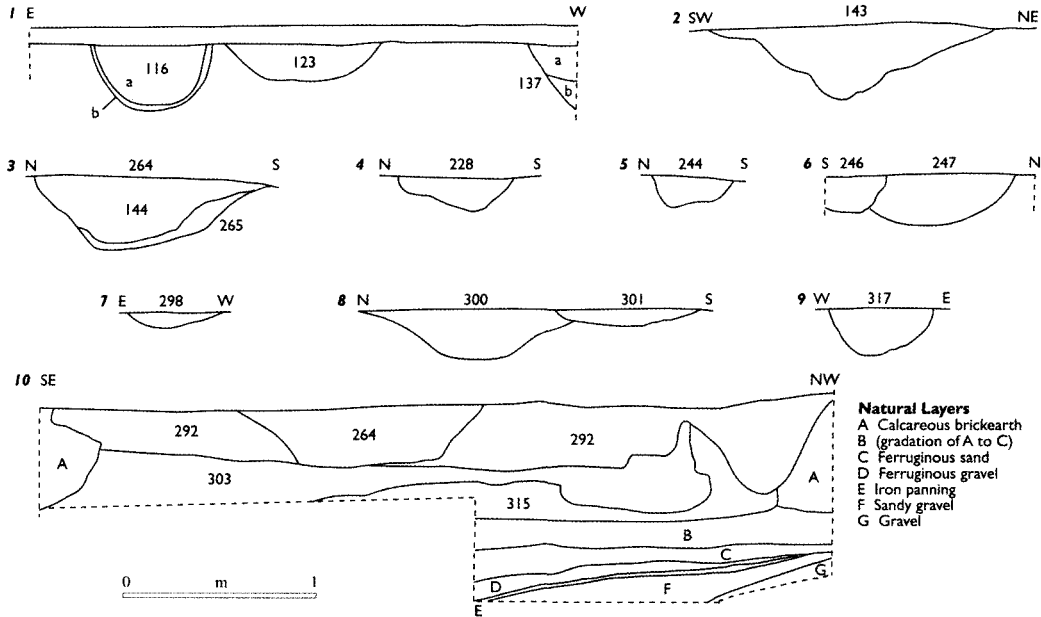 1 E W
116 123 a
a 137 b
b
2 SW 143 NE
3 N 264 S
144
265
4 N 228 S
5 N 244 S
6 S 246 247 N
7 E 298 W
8 N 300 301 S
9 W 317 E
10 SE NW
292 264 292
A A
303
315
B
C
D F G
E
0 m 1
Natural Layers
A Calcareous brickearth
B (gradation of A to C)
C Ferruginous sand
D Ferruginous gravel
E Iron panning
F Sandy gravel
G Gravel